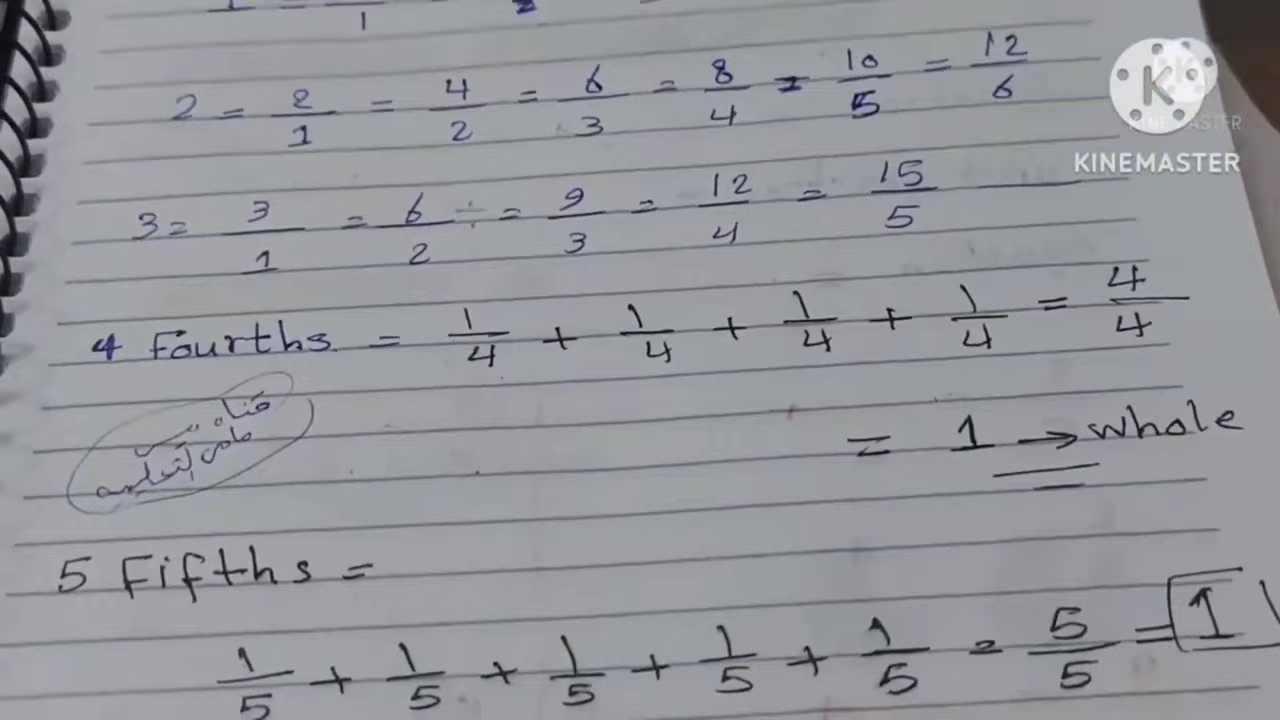 2 = 2/1 = 4/2 = 6/3 = 8/4 = 10/5 = 12/6
3 = 3/1 = 6/2 ÷ = 9/3 = 12/4 = 15/5
4 fourths = 1/4 + 1/4 + 1/4 + 1/4 = 4/4
= 1 → whole
قناة
5 Fifths =
1/5 + 1/5 + 1/5 + 1/5 + 1/5 = 5/5 = 1
K
KINEMASTER